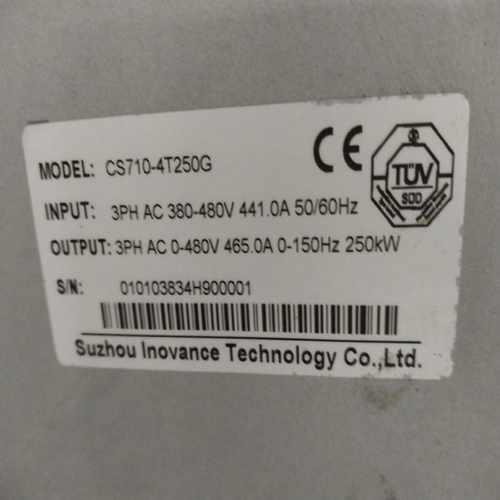 MODEL: CS710-4T250G
INPUT: 3PH AC 380-480V 441.0A 50/60Hz
OUTPUT: 3PH AC 0-480V 465.0A 0-150Hz 250kW
S/N: 010103834H900001
Suzhou Inovance Technology Co.,Ltd.
CE
TÜV
SÜD